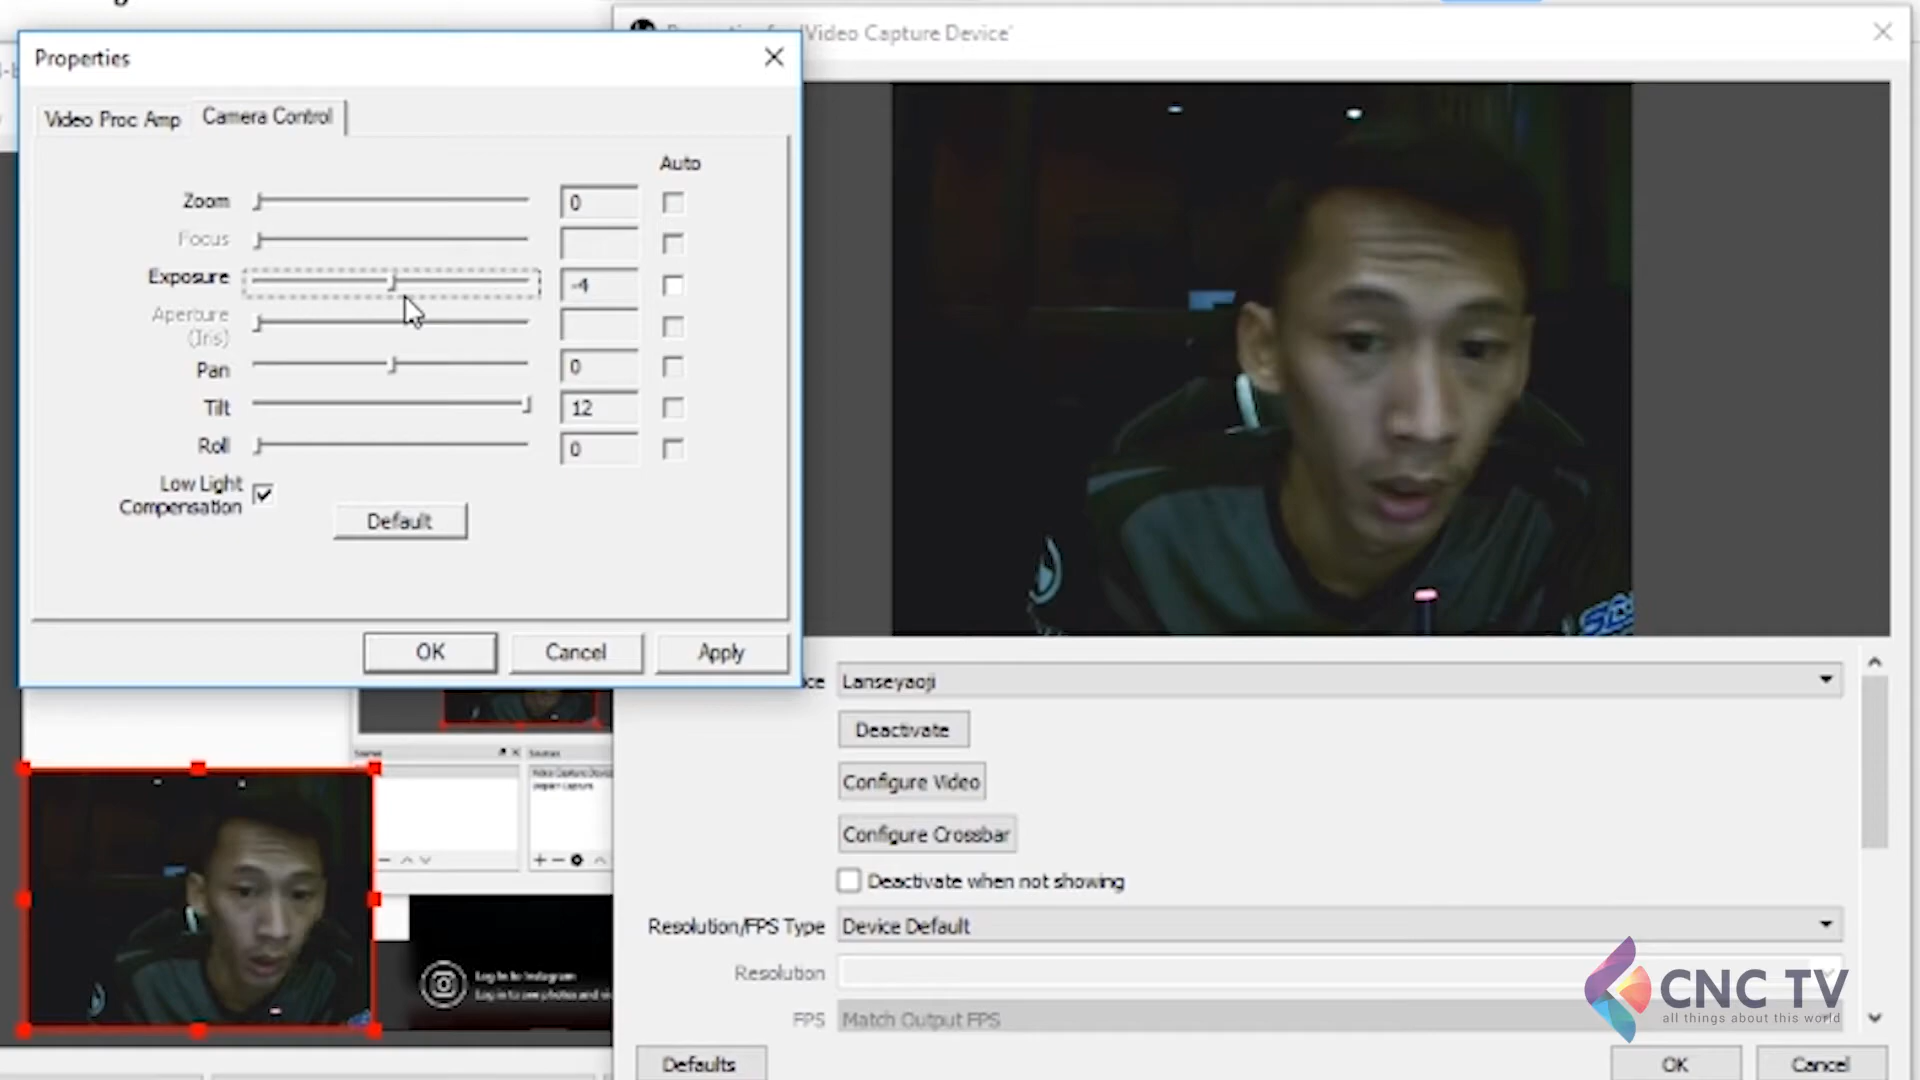 Properties
Video Proc Amp
Camera Control
Auto
Zoom
0
Focus
Exposure
-4
Aperture
(Iris)
Pan
0
Tilt
12
Roll
0
Low Light
Compensation
Default
OK
Cancel
Apply
'Video Capture Device'
Lanseyaoji
Deactivate
Configure Video
Configure Crossbar
Deactivate when not showing
Resolution/FPS Type
Device Default
Resolution
FPS
Match Output FPS
Defaults
OK
Cancel
Log in to Instagram
CNC TV
all things about this world